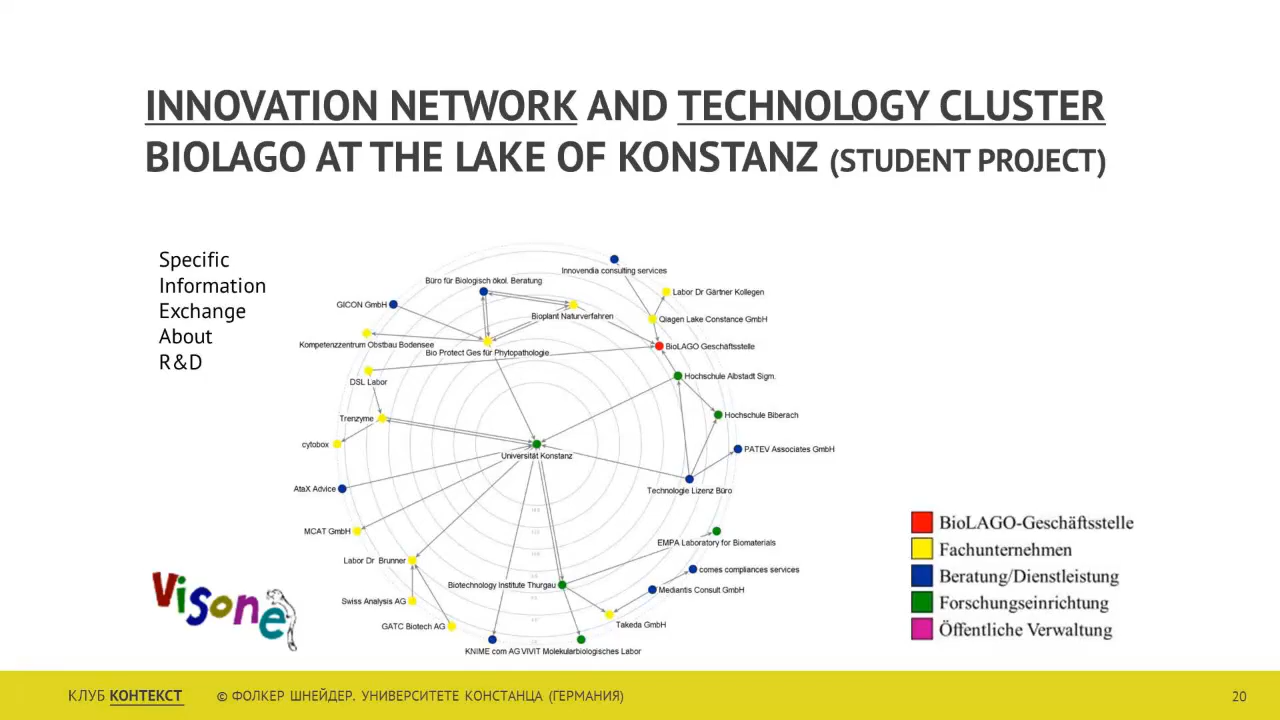 INNOVATION NETWORK AND TECHNOLOGY CLUSTER
BIOLAGO AT THE LAKE OF KONSTANZ (STUDENT PROJECT)
Specific
Information
Exchange
About
R&D
Innovendia consulting services
Büro für Biologisch ökol. Beratung
Labor Dr Gärtner Kollegen
GICON GmbH
Bioplant Naturverfahren
Qiagen Lake Constance GmbH
Kompetenzzentrum Obstbau Bodensee
Bio Protect Ges für Phytopathologie
BioLAGO Geschäftsstelle
DSL Labor
Hochschule Albstadt Sigm.
Trenzyme
Hochschule Biberach
cytobox
Universität Konstanz
PATEV Associates GmbH
AtaX Advice
Technologie Lizenz Büro
MCAT GmbH
EMPA Laboratory for Biomaterials
Labor Dr Brunner
comes compliances services
Biotechnology Institute Thurgau
Mediantis Consult GmbH
Swiss Analysis AG
Takeda GmbH
GATC Biotech AG
KNIME com AG
VIVIT Molekularbiologisches Labor
visone
BioLAGO-Geschäftsstelle
Fachunternehmen
Beratung/Dienstleistung
Forschungseinrichtung
Öffentliche Verwaltung
КЛУБ КОНТЕКСТ
© ФОЛКЕР ШНЕЙДЕР. УНИВЕРСИТЕТЕ КОНСТАНЦА (ГЕРМАНИЯ)
20